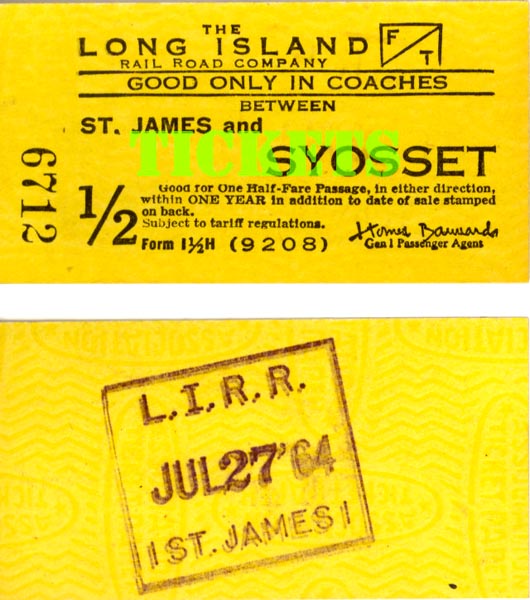 THE
LONG ISLAND
RAIL ROAD COMPANY
F T
GOOD ONLY IN COACHES
BETWEEN
ST. JAMES and
TICKETS
SYOSSET
6712
1/2
Good for One Half-Fare Passage, in either direction,
within ONE YEAR in addition to date of sale stamped
on back.
Subject to tariff regulations.
Form 1½H (9208)
Gen'l Passenger Agent
L.I.R.R.
JUL 27 '64
1 ST. JAMES 1